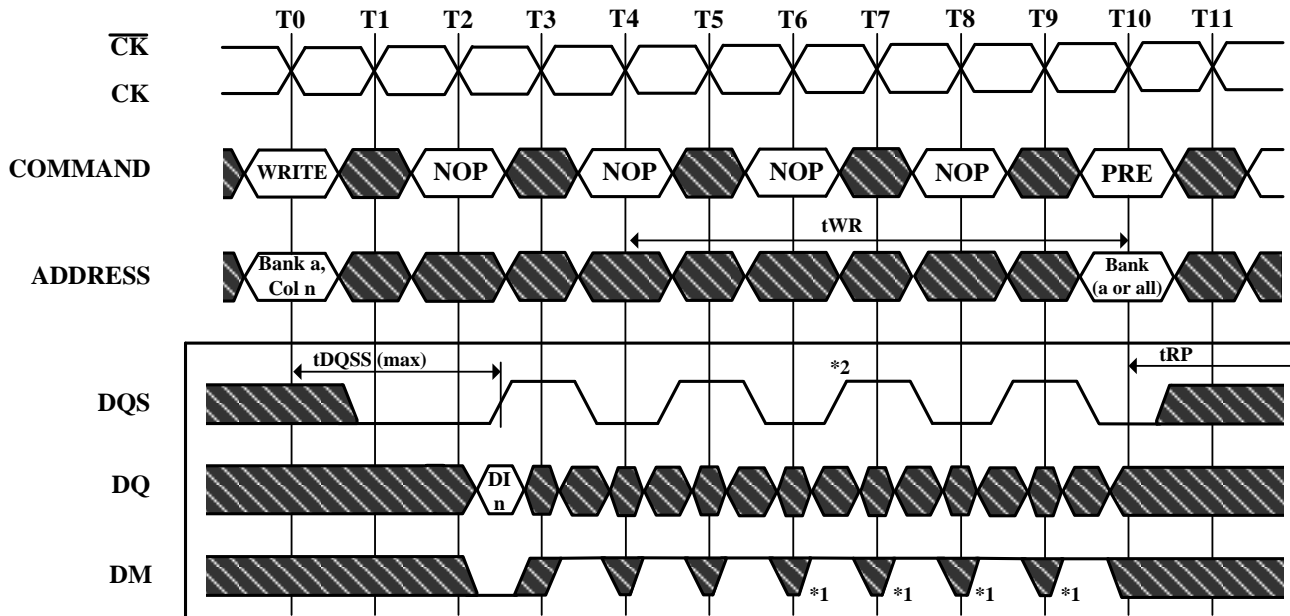 T0 T1 T2 T3 T4 T5 T6 T7 T8 T9 T10 T11
CK
CK
COMMAND WRITE NOP NOP NOP NOP PRE
tWR
ADDRESS Bank a, Col n Bank (a or all)
tDQSS (max) *2 tRP
DQS
DQ DI n
DM *1 *1 *1 *1